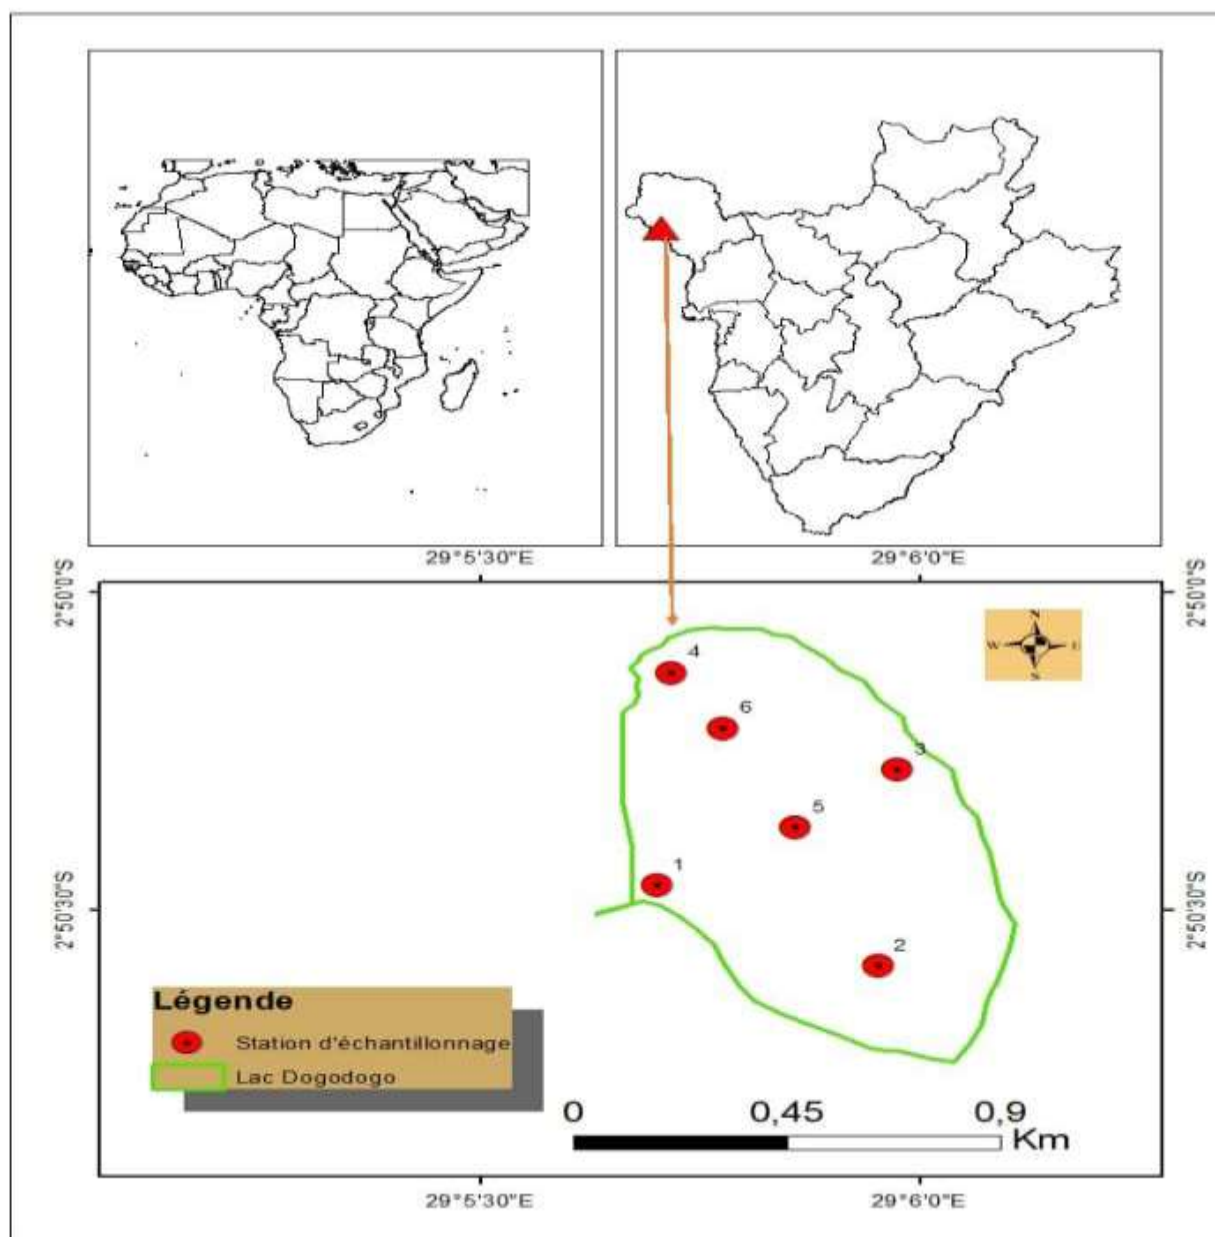 29°5'30"E
29°6'0"E
2°50'0"S
2°50'0"S
N
W E
S
4
6
3
5
1
2
2°50'30"S
2°50'30"S
Légende
Station d'échantillonnage
Lac Dogodogo
0 0,45 0,9
Km
29°5'30"E
29°6'0"E